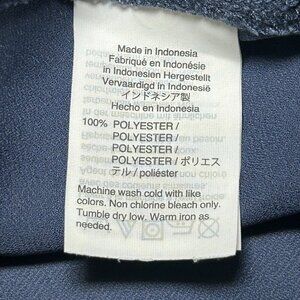 Made in Indonesia
Fabriqué en Indonésie
in Indonesien Hergestellt
Vervaardigd in Indonesië
インドネシア製
Hecho en Indonesia
100% POLYESTER /
POLYESTER /
POLYESTER /
POLYESTER / ポリエス
テル / poliéster
Machine wash cold with like
colors. Non chlorine bleach only.
Tumble dry low. Warm iron as
needed.